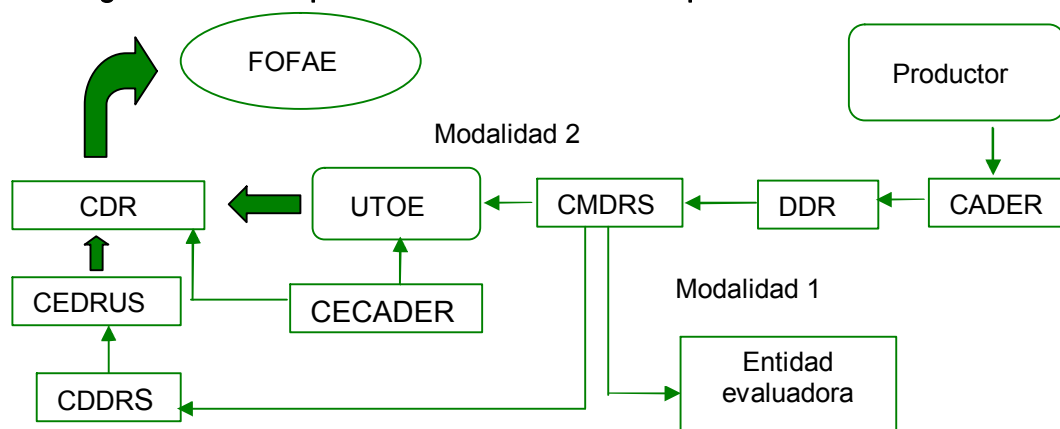 FOFAE
Productor
Modalidad 2
CDR
UTOE
CMDRS
DDR
CADER
CEDRUS
CECADER
Modalidad 1
CDDRS
Entidad
evaluadora